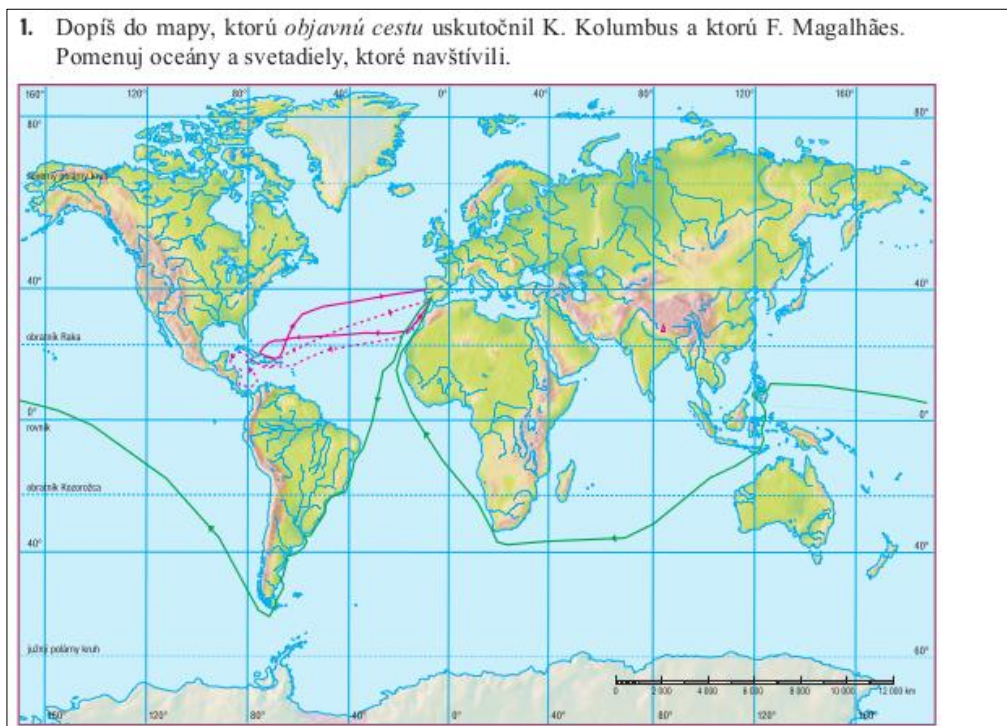 1. Dopíš do mapy, ktorú objavnú cestu uskutočnil K. Kolumbus a ktorú F. Magalhães.
Pomenuj oceány a svetadiely, ktoré navštívili.
160° 120° 80° 40° 0° 40° 80° 120° 160°
80° 80°
severný polárny kruh
40° 40°
obratník Raka
0° 0°
rovník
obratník Kozorožca
40° 40°
južný polárny kruh 60°
0 2 000 4 000 6 000 8 000 10 000 12 000 km
120° 80° 40° 0° 40° 80° 120° 160°